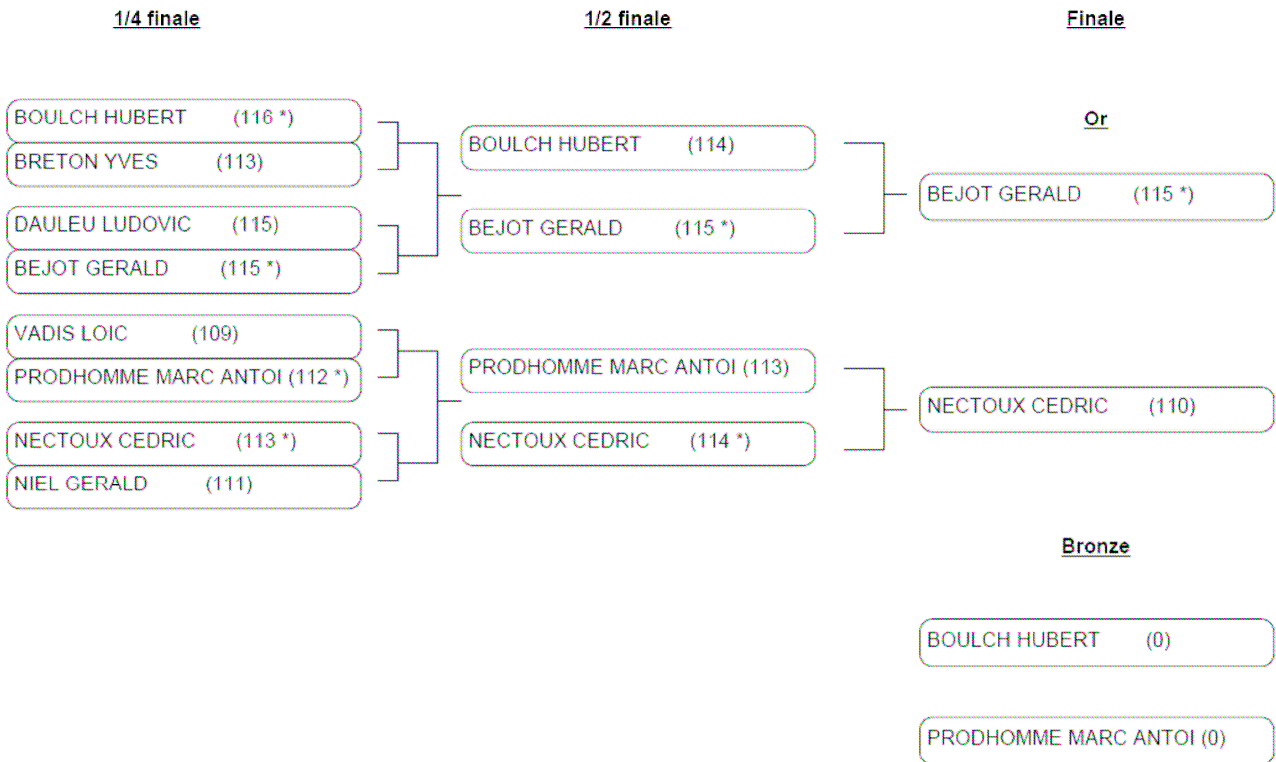 1/4 finale
1/2 finale
Finale
BOULCH HUBERT (116 *)
BRETON YVES (113)
DAULEU LUDOVIC (115)
BEJOT GERALD (115 *)
VADIS LOIC (109)
PRODHOMME MARC ANTOI (112 *)
NECTOUX CEDRIC (113 *)
NIEL GERALD (111)
BOULCH HUBERT (114)
BEJOT GERALD (115 *)
PRODHOMME MARC ANTOI (113)
NECTOUX CEDRIC (114 *)
Or
BEJOT GERALD (115 *)
NECTOUX CEDRIC (110)
Bronze
BOULCH HUBERT (0)
PRODHOMME MARC ANTOI (0)